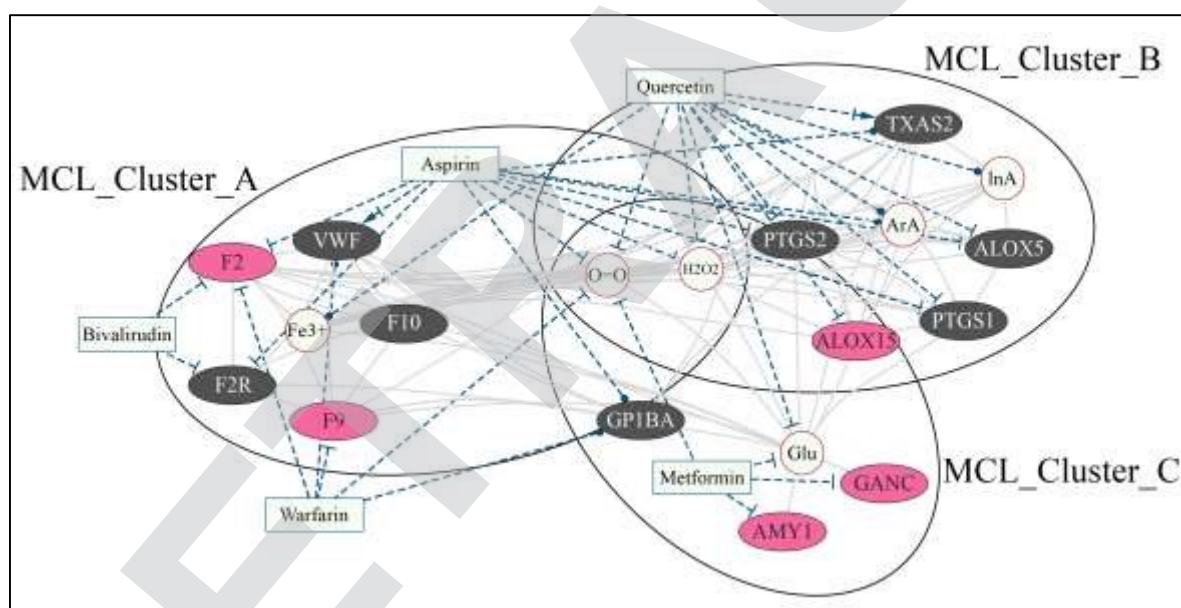 MCL_Cluster_B
Quercetin
TXAS2
MCL_Cluster_A
Aspirin
InA
ArA
VWF
PTGS2
ALOX5
F2
O=O
H2O2
Bivalirudin
Fe3+
F10
PTGS1
ALOX15
F2R
F9
GP1BA
Glu
Metformin
GANC
MCL_Cluster_C
Warfarin
AMY1